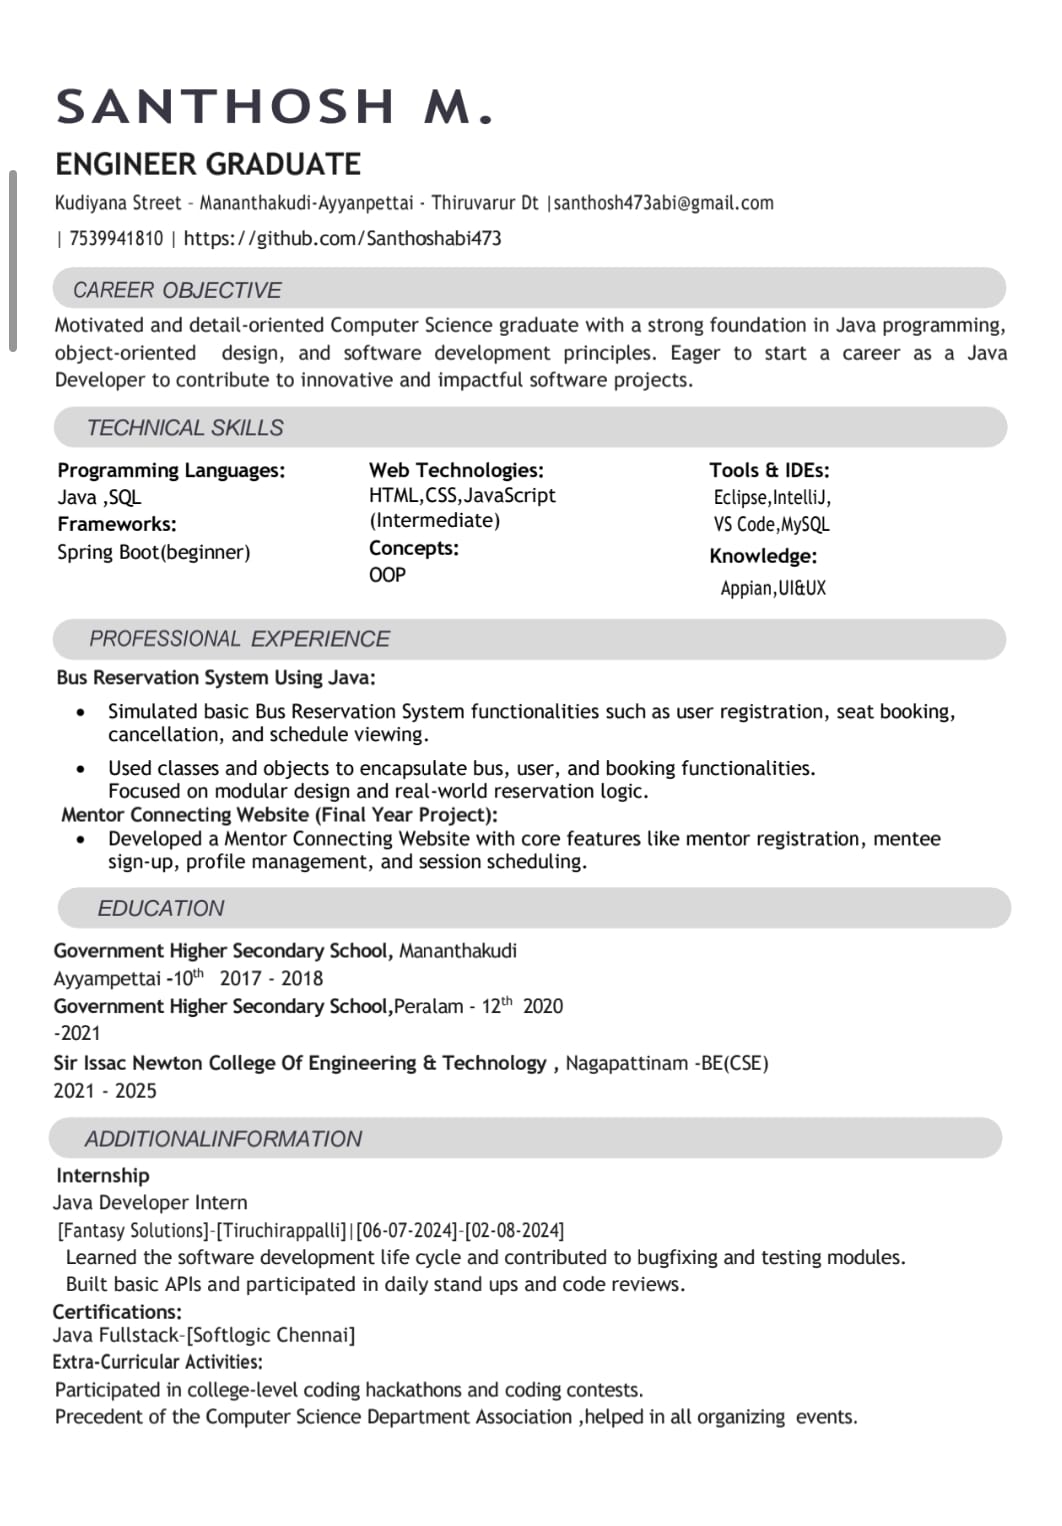 SANTHOSH M.
ENGINEER GRADUATE
Kudiyana Street - Mananthakudi-Ayyanpettai - Thiruvarur Dt |santhosh473abi@gmail.com
| 7539941810 | https://github.com/Santhoshabi473
CAREER OBJECTIVE
Motivated and detail-oriented Computer Science graduate with a strong foundation in Java programming,
object-oriented design, and software development principles. Eager to start a career as a Java
Developer to contribute to innovative and impactful software projects.
TECHNICAL SKILLS
Programming Languages:
Java ,SQL
Frameworks:
Spring Boot(beginner)
Web Technologies:
HTML,CSS,JavaScript
(Intermediate)
Concepts:
OOP
Tools & IDEs:
Eclipse,IntelliJ,
VS Code,MySQL
Knowledge:
Appian,UI&UX
PROFESSIONAL EXPERIENCE
Bus Reservation System Using Java:
• Simulated basic Bus Reservation System functionalities such as user registration, seat booking,
cancellation, and schedule viewing.
• Used classes and objects to encapsulate bus, user, and booking functionalities.
Focused on modular design and real-world reservation logic.
Mentor Connecting Website (Final Year Project):
• Developed a Mentor Connecting Website with core features like mentor registration, mentee
sign-up, profile management, and session scheduling.
EDUCATION
Government Higher Secondary School, Mananthakudi
Ayyampettai -10th 2017 - 2018
Government Higher Secondary School,Peralam - 12th 2020
-2021
Sir Issac Newton College Of Engineering & Technology , Nagapattinam -BE(CSE)
2021 - 2025
ADDITIONALINFORMATION
Internship
Java Developer Intern
[Fantasy Solutions]-[Tiruchirappalli]|[06-07-2024]-[02-08-2024]
Learned the software development life cycle and contributed to bugfixing and testing modules.
Built basic APIs and participated in daily stand ups and code reviews.
Certifications:
Java Fullstack-[Softlogic Chennai]
Extra-Curricular Activities:
Participated in college-level coding hackathons and coding contests.
Precedent of the Computer Science Department Association ,helped in all organizing events.